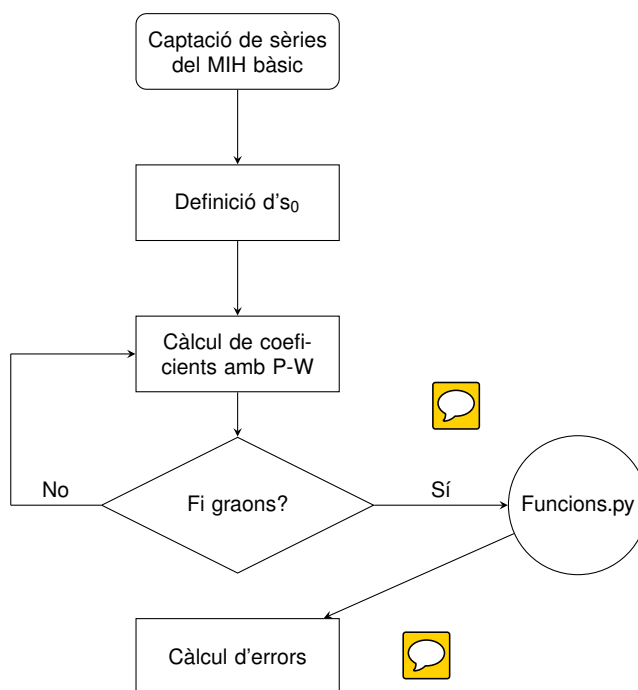 Captació de sèries
del MIH bàsic
Definició d's₀
Càlcul de coefi-
cients amb P-W
No
Fi graons?
Sí
Funcions.py
Càlcul d'errors